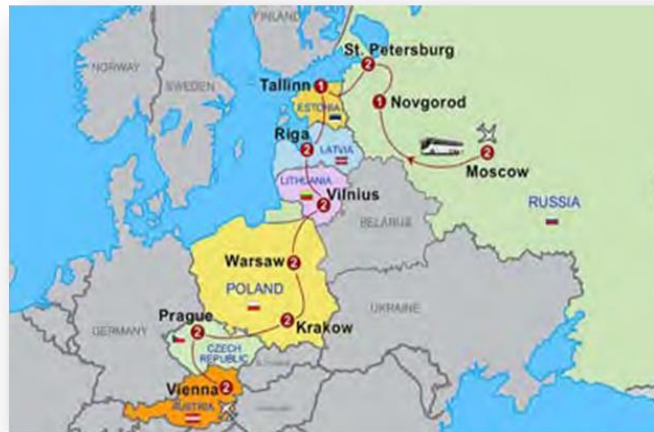 FINLAND
NORWAY
SWEDEN
St. Petersburg
2
Tallinn
1
ESTONIA
1
Novgorod
Riga
2
LATVIA
2
Moscow
LITHUANIA
2
Vilnius
RUSSIA
BELARUS
Warsaw
2
POLAND
UKRAINE
Prague
2
2
Krakow
GERMANY
CZECH
REPUBLIC
Vienna
2
AUSTRIA